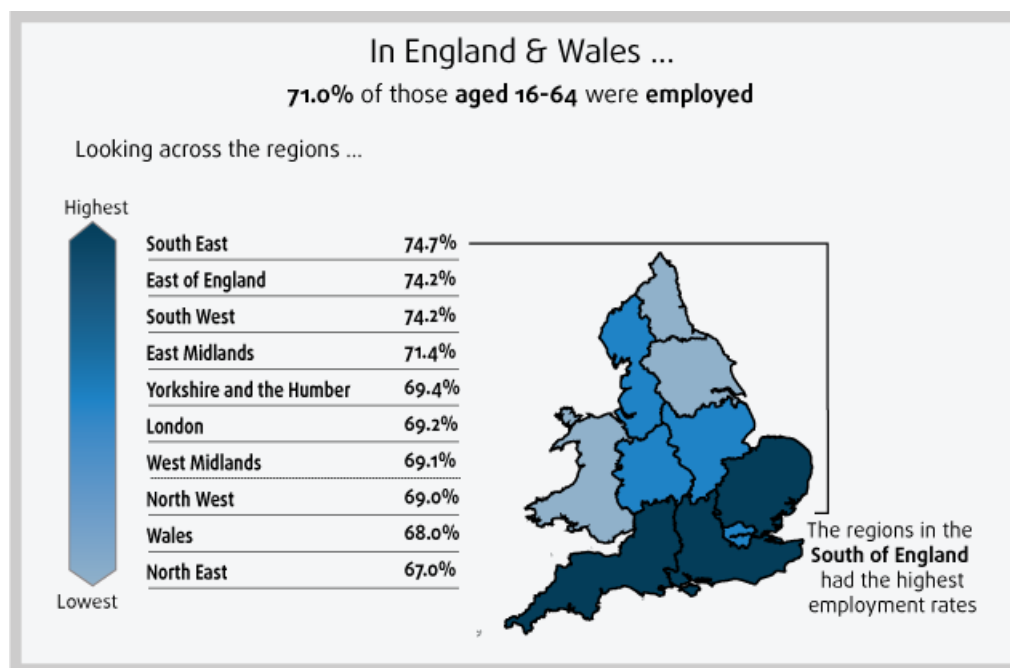 In England & Wales ...
71.0% of those aged 16-64 were employed
Looking across the regions ...
Highest
South East 74.7%
East of England 74.2%
South West 74.2%
East Midlands 71.4%
Yorkshire and the Humber 69.4%
London 69.2%
West Midlands 69.1%
North West 69.0%
Wales 68.0%
North East 67.0%
Lowest
The regions in the
South of England
had the highest
employment rates